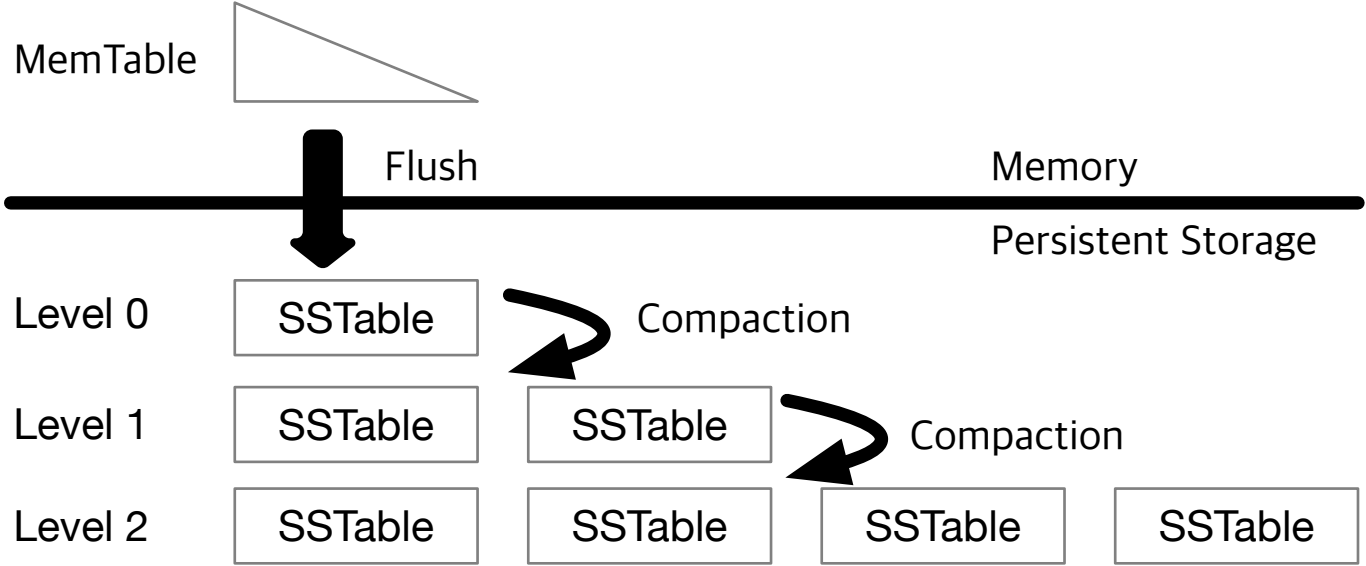 MemTable
Flush
Memory
Persistent Storage
Level 0
SSTable
Compaction
Level 1
SSTable
SSTable
Compaction
Level 2
SSTable
SSTable
SSTable
SSTable